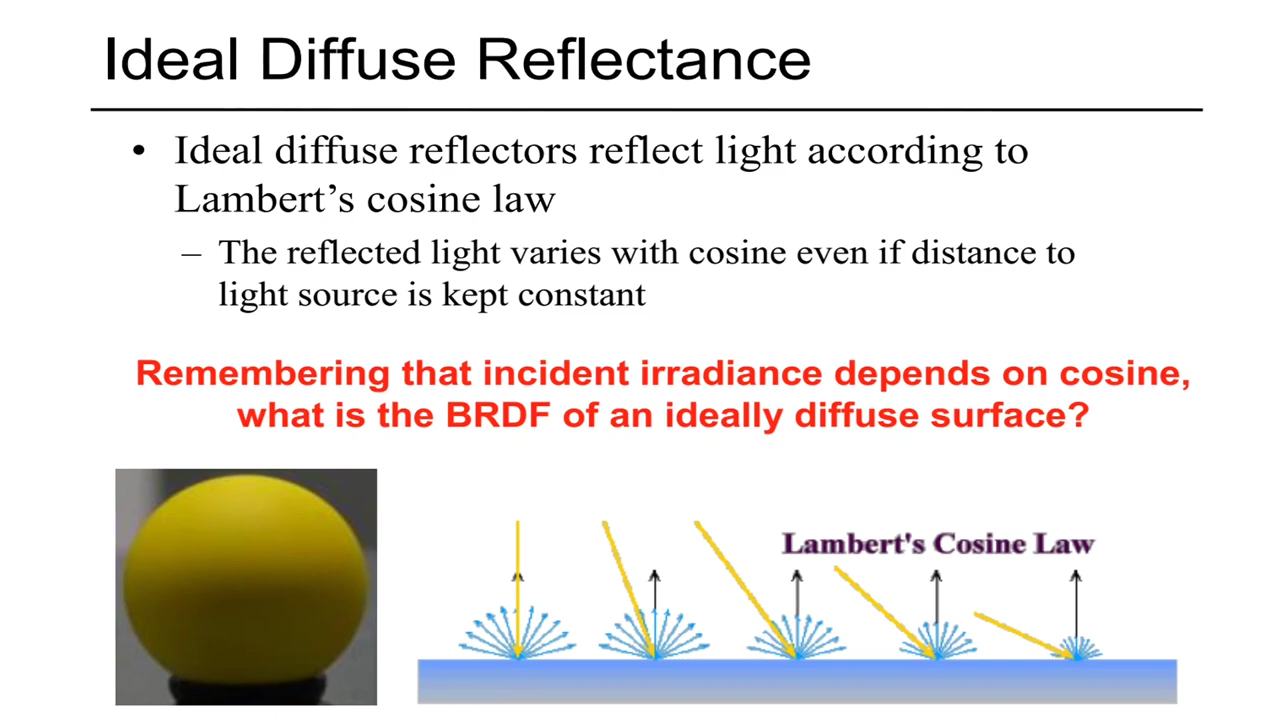 Ideal Diffuse Reflectance
• Ideal diffuse reflectors reflect light according to
Lambert’s cosine law
– The reflected light varies with cosine even if distance to
light source is kept constant
Remembering that incident irradiance depends on cosine,
what is the BRDF of an ideally diffuse surface?
Lambert's Cosine Law